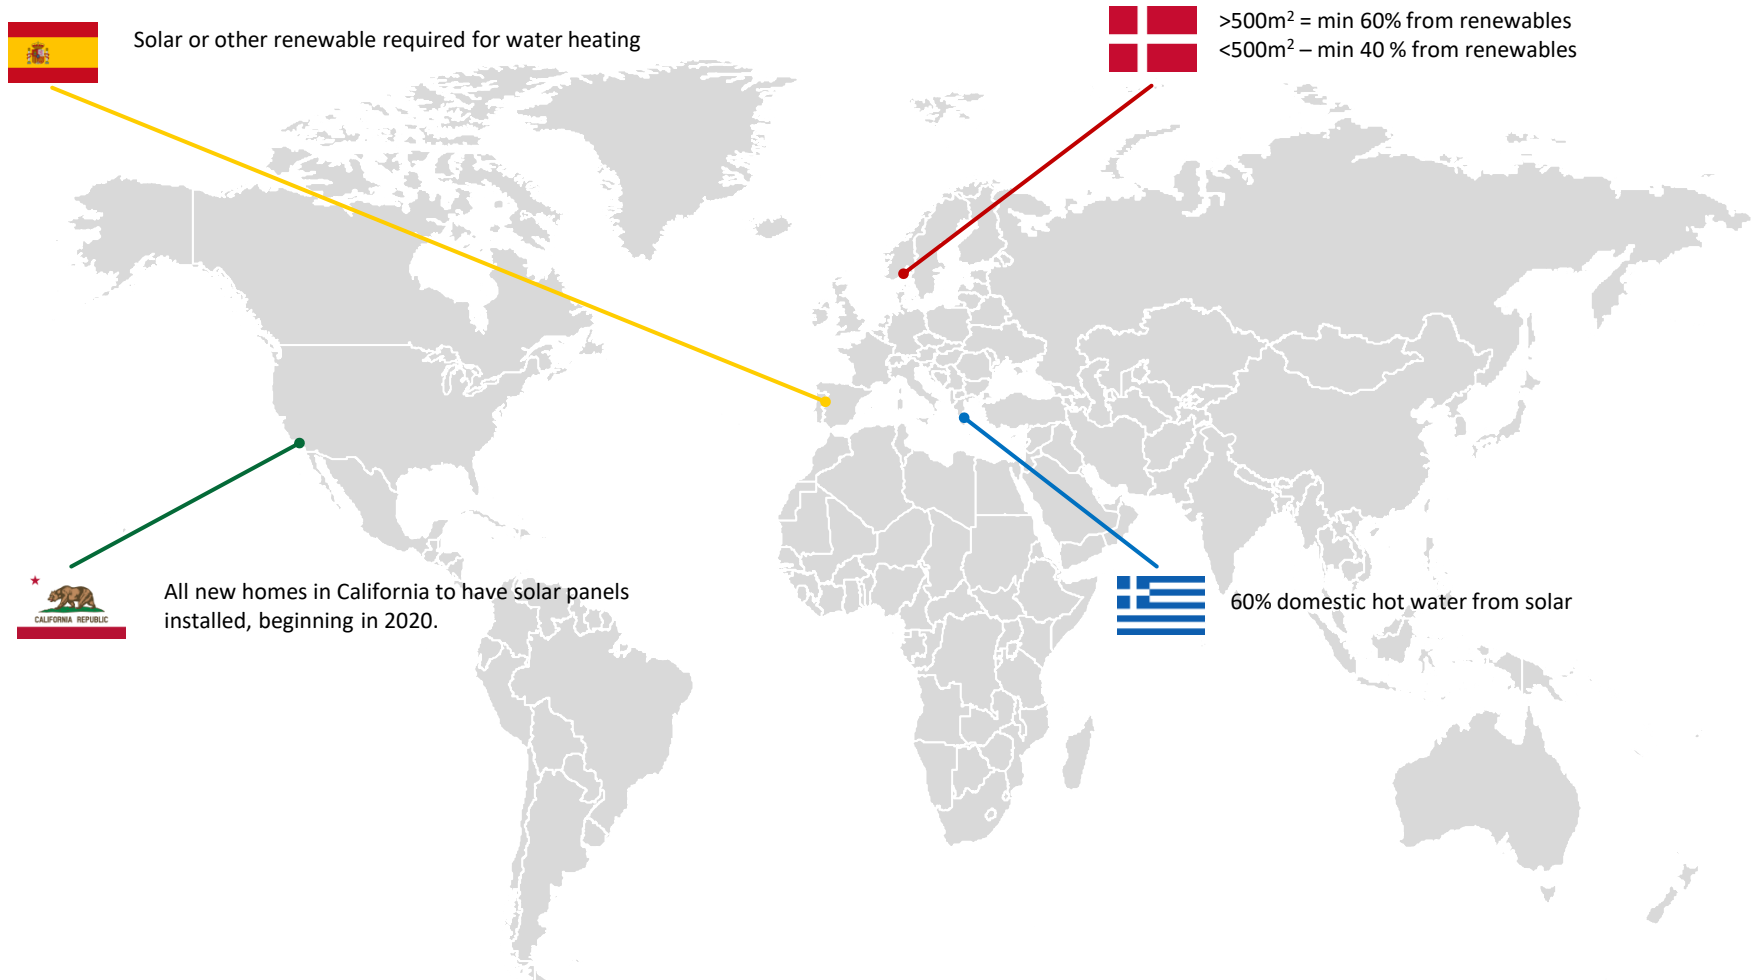 Solar or other renewable required for water heating
>500m² = min 60% from renewables
<500m² – min 40 % from renewables
All new homes in California to have solar panels
installed, beginning in 2020.
CALIFORNIA REPUBLIC
60% domestic hot water from solar